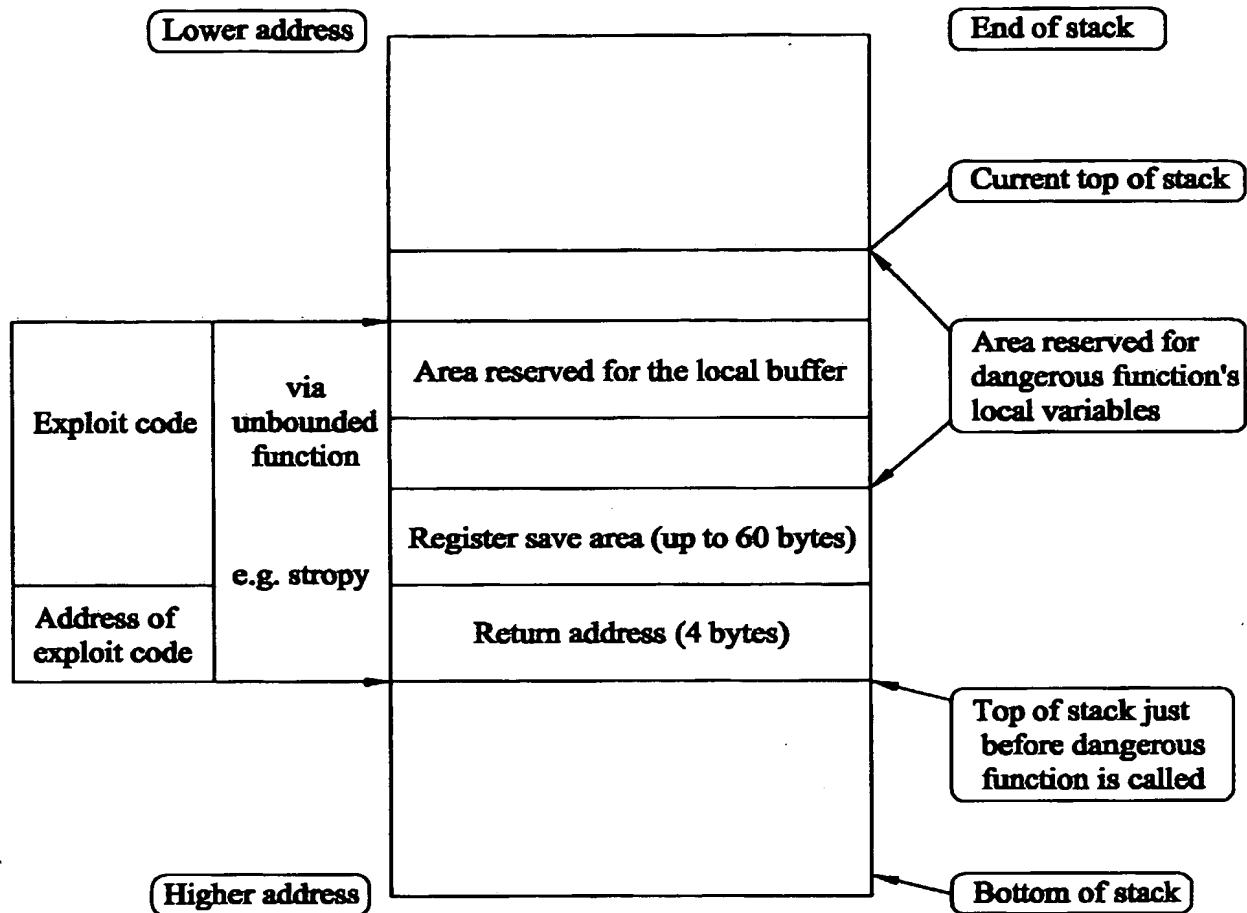 Lower address
End of stack
Current top of stack
Area reserved for the local buffer
Area reserved for
dangerous function's
local variables
Exploit code
via
unbounded
function
Register save area (up to 60 bytes)
e.g. stropy
Address of
exploit code
Return address (4 bytes)
Top of stack just
before dangerous
function is called
Higher address
Bottom of stack